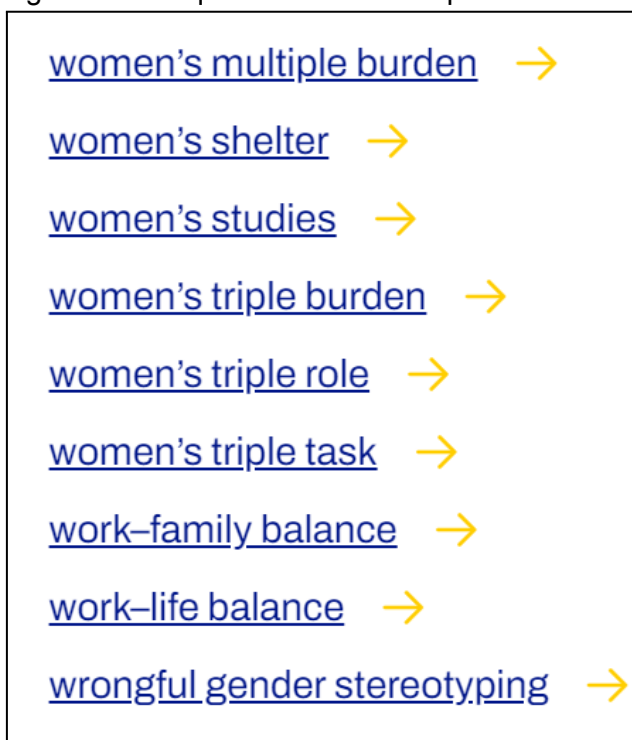 women’s multiple burden
women’s shelter
women’s studies
women’s triple burden
women’s triple role
women’s triple task
work–family balance
work–life balance
wrongful gender stereotyping